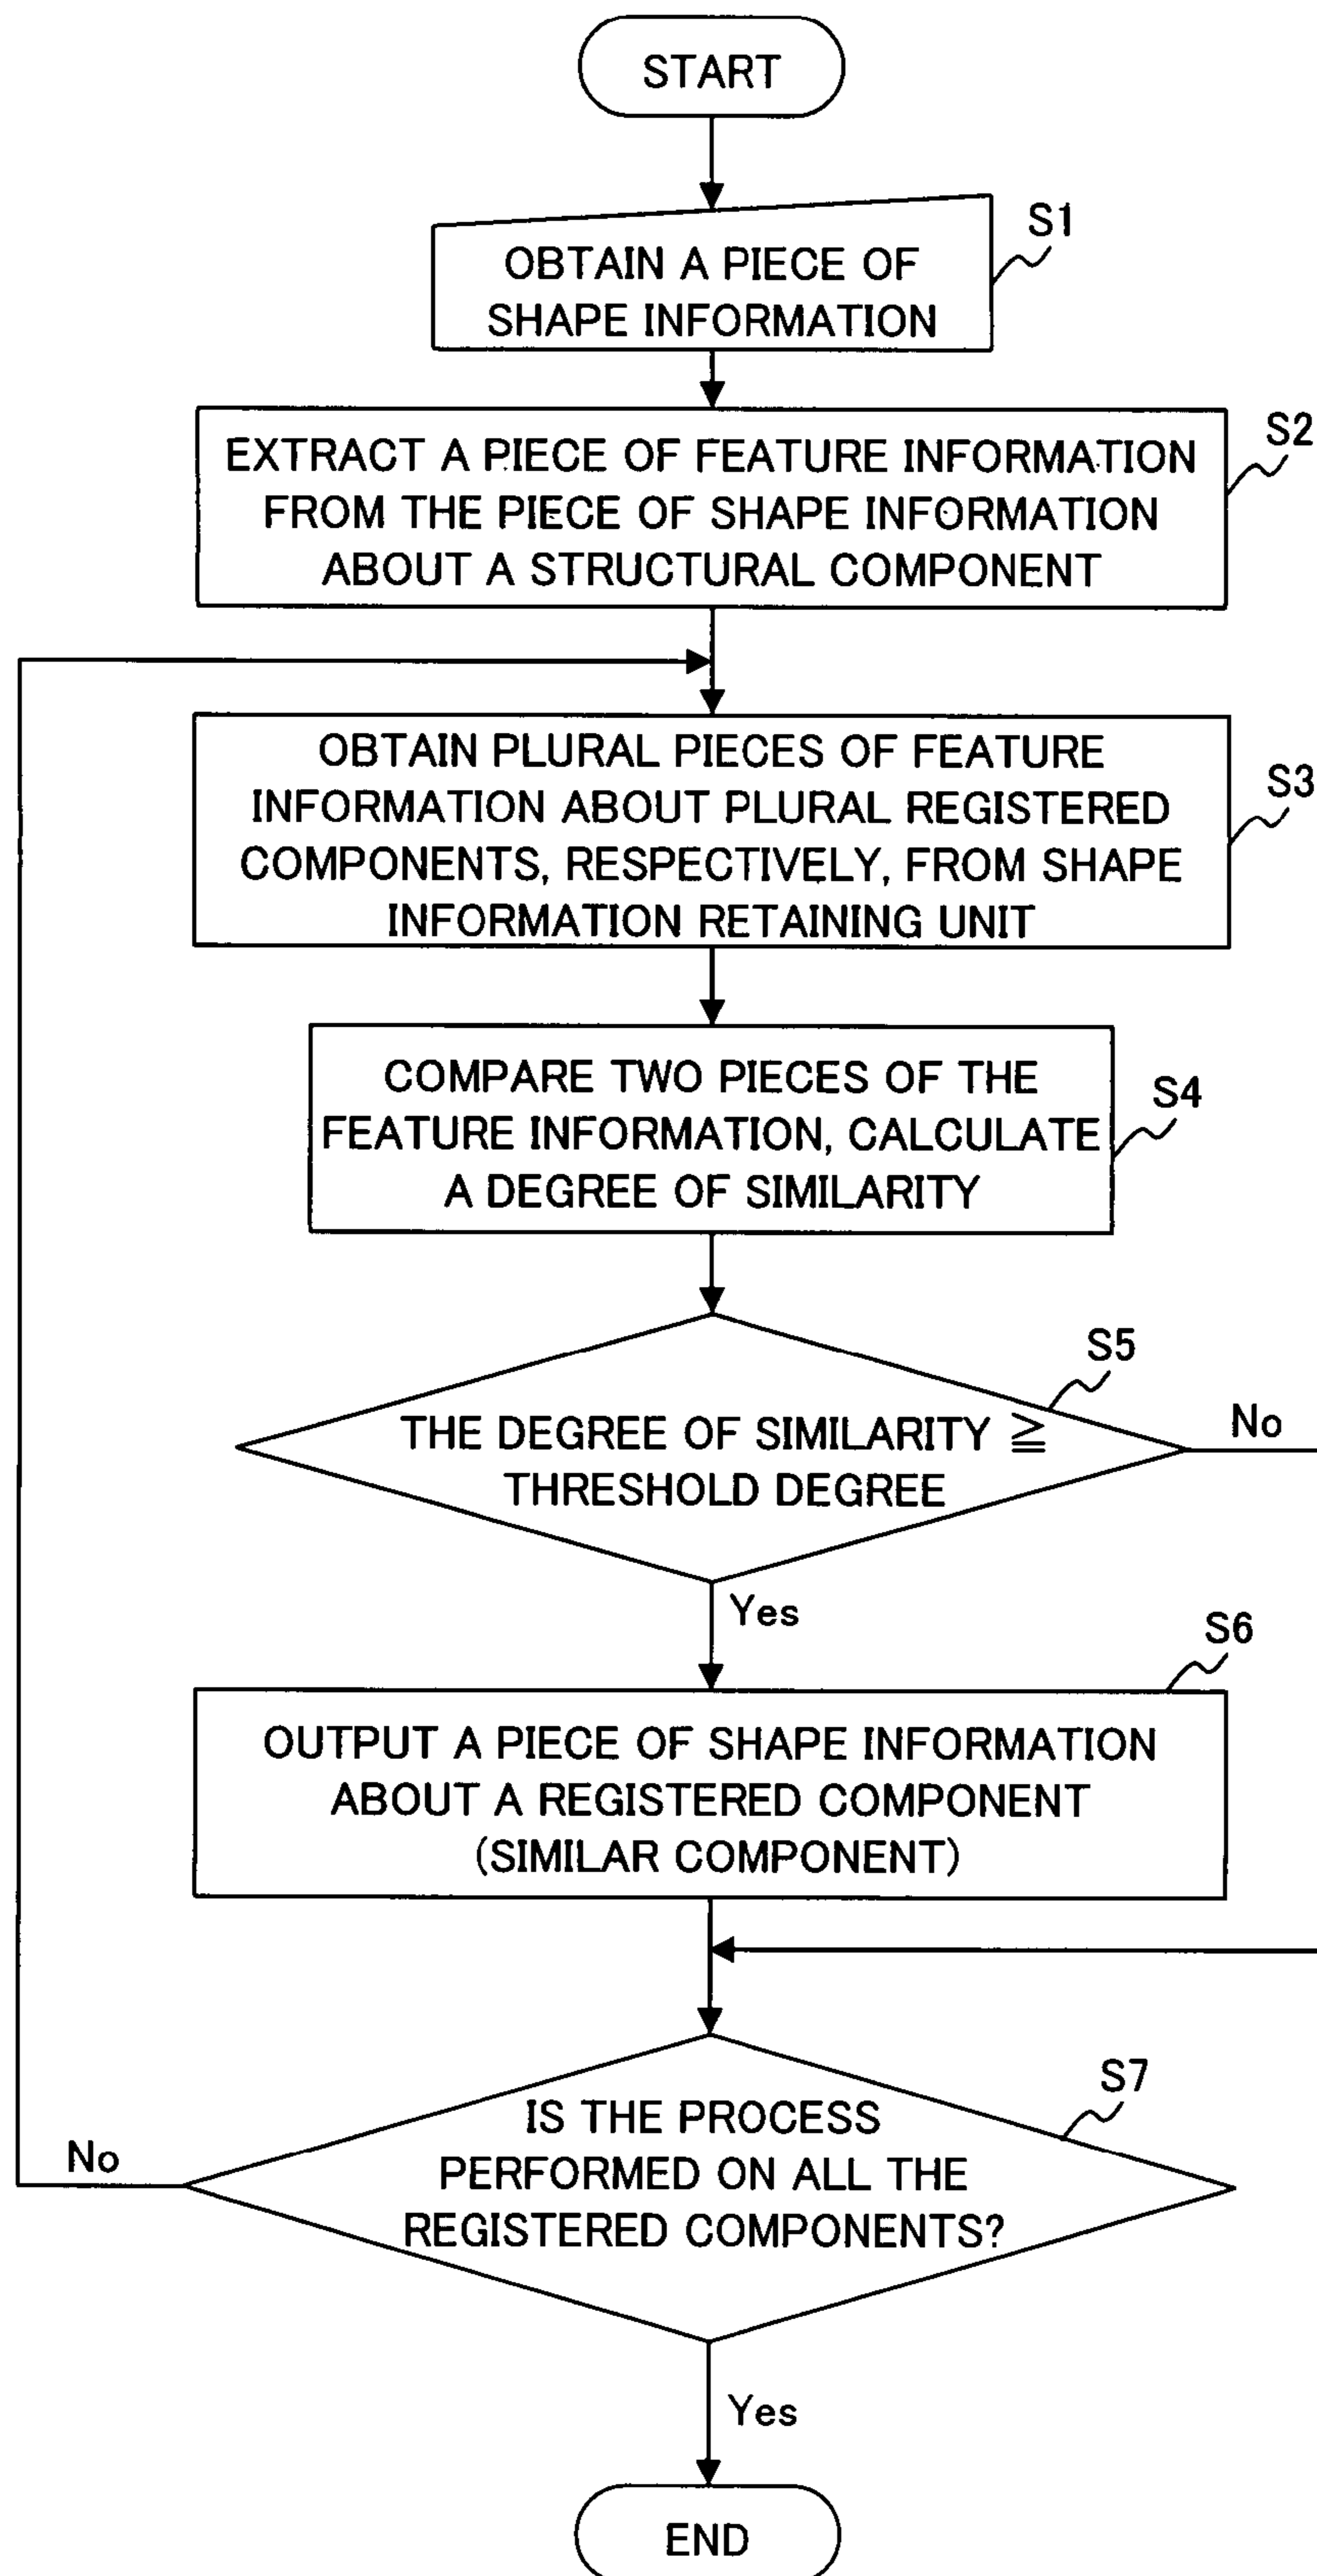 START
S1
OBTAIN A PIECE OF
SHAPE INFORMATION
S2
EXTRACT A PIECE OF FEATURE INFORMATION
FROM THE PIECE OF SHAPE INFORMATION
ABOUT A STRUCTURAL COMPONENT
S3
OBTAIN PLURAL PIECES OF FEATURE
INFORMATION ABOUT PLURAL REGISTERED
COMPONENTS, RESPECTIVELY, FROM SHAPE
INFORMATION RETAINING UNIT
S4
COMPARE TWO PIECES OF THE
FEATURE INFORMATION, CALCULATE
A DEGREE OF SIMILARITY
S5
THE DEGREE OF SIMILARITY ≧
THRESHOLD DEGREE
No
Yes
S6
OUTPUT A PIECE OF SHAPE INFORMATION
ABOUT A REGISTERED COMPONENT
(SIMILAR COMPONENT)
S7
IS THE PROCESS
PERFORMED ON ALL THE
REGISTERED COMPONENTS?
No
Yes
END